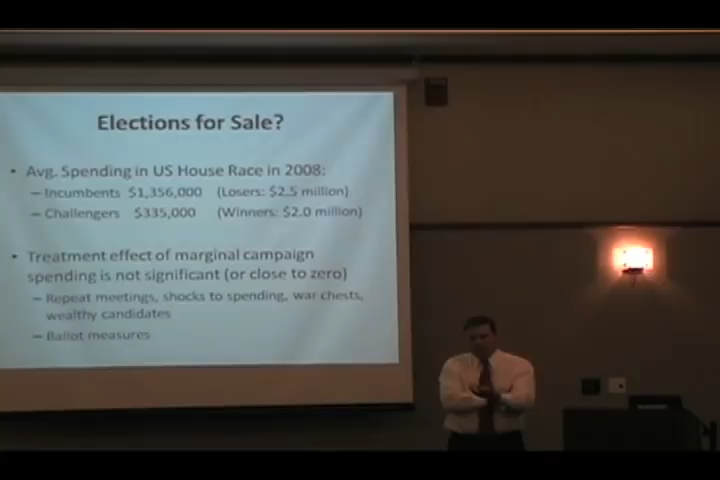 Elections for Sale?
• Avg. Spending in US House Race in 2008:
– Incumbents $1,356,000 (Losers: $2.5 million)
– Challengers $335,000 (Winners: $2.0 million)
• Treatment effect of marginal campaign
spending is not significant (or close to zero)
– Repeat meetings, shocks to spending, war chests,
wealthy candidates
– Ballot measures